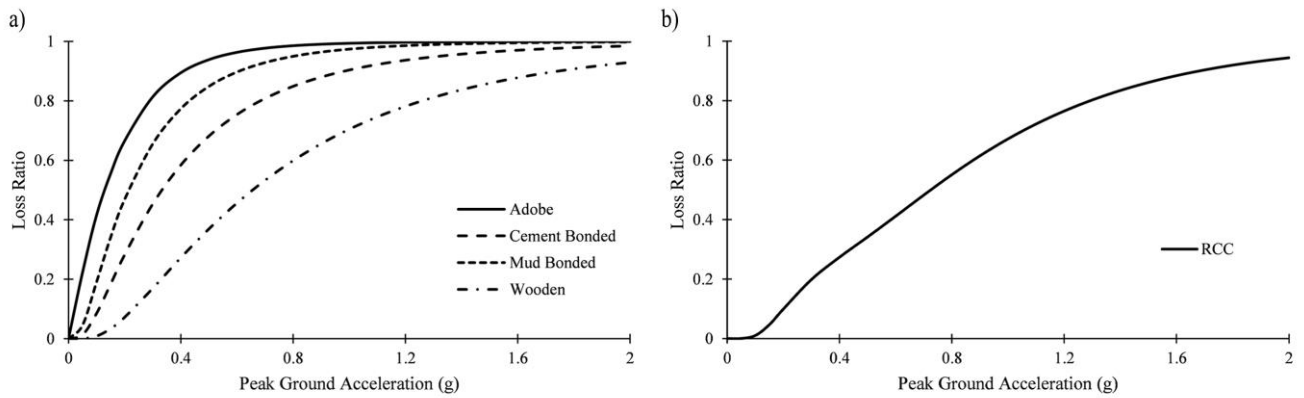 a)
1
0.8
0.6
0.4
0.2
0
0 0.4 0.8 1.2 1.6 2
Loss Ratio
Peak Ground Acceleration (g)
Adobe
Cement Bonded
Mud Bonded
Wooden
b)
1
0.8
0.6
0.4
0.2
0
0 0.4 0.8 1.2 1.6 2
Loss Ratio
Peak Ground Acceleration (g)
RCC